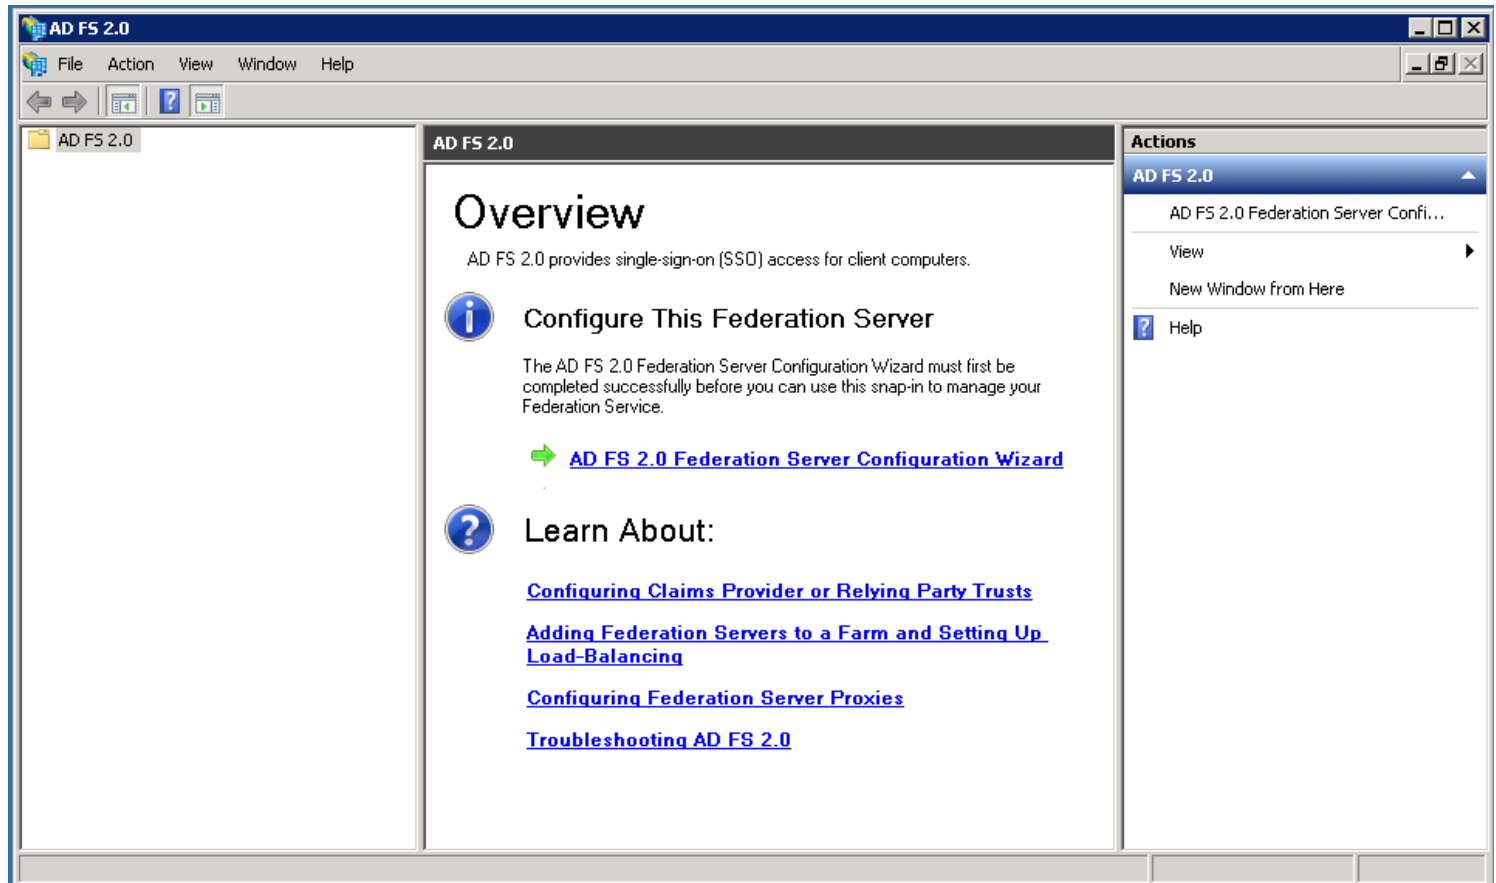 AD FS 2.0
File Action View Window Help
AD FS 2.0
AD FS 2.0
Overview
AD FS 2.0 provides single-sign-on (SSO) access for client computers.
Configure This Federation Server
The AD FS 2.0 Federation Server Configuration Wizard must first be
completed successfully before you can use this snap-in to manage your
Federation Service.
AD FS 2.0 Federation Server Configuration Wizard
Learn About:
Configuring Claims Provider or Relying Party Trusts
Adding Federation Servers to a Farm and Setting Up
Load-Balancing
Configuring Federation Server Proxies
Troubleshooting AD FS 2.0
Actions
AD FS 2.0
AD FS 2.0 Federation Server Confi...
View
New Window from Here
Help